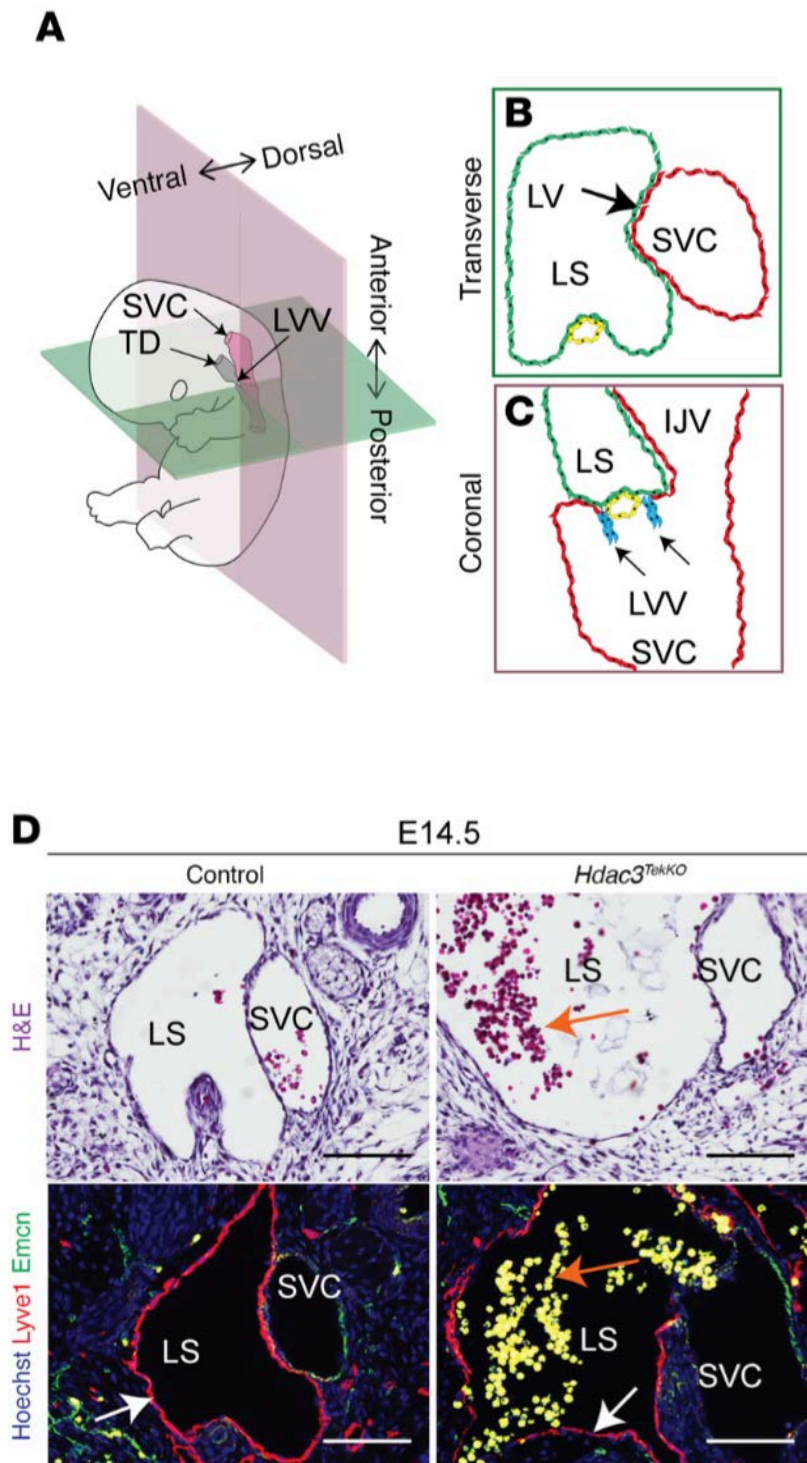 A
Ventral
Dorsal
Anterior
Posterior
SVC
TD
LVV
Transverse
B
LV
SVC
LS
Coronal
C
IJV
LS
LVV
SVC
D
E14.5
Control
Hdac3TekKO
H&E
LS
SVC
LS
SVC
Hoechst Lyve1 Emcn
LS
SVC
LS
SVC